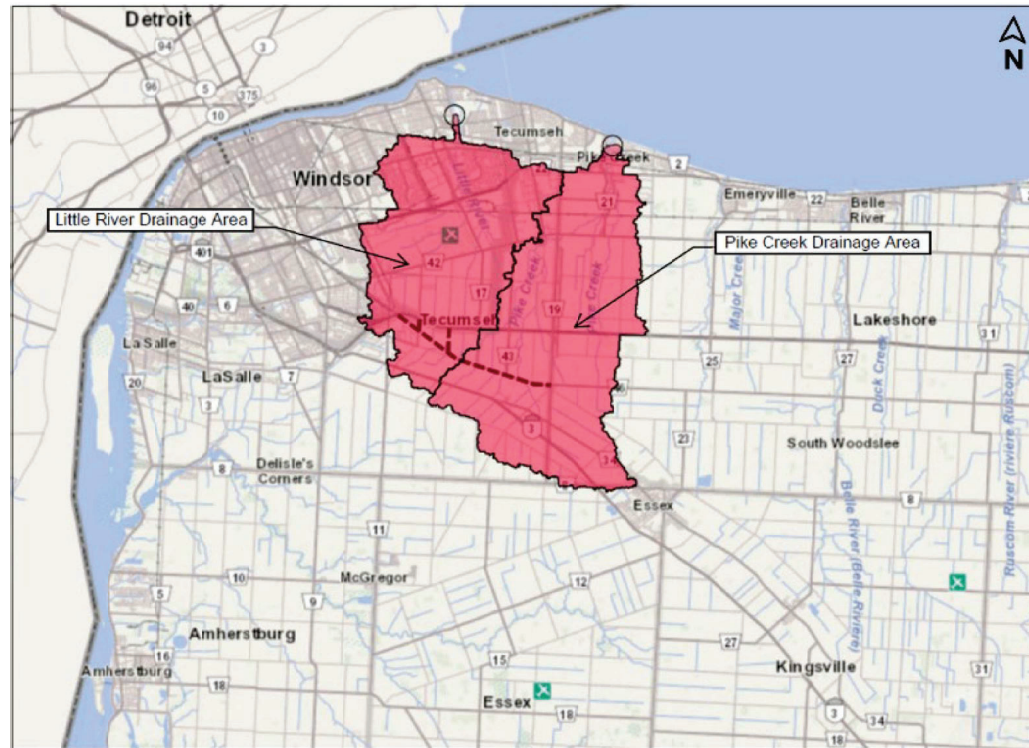 Detroit
94
3
N
96
5
375
10
Tecumseh
Pike Creek
2
22
Windsor
Little River
21
Emeryville
22
Belle
River
Little River Drainage Area
Pike Creek Drainage Area
401
42
40
6
17
Pike Creek
19
Creek
Major Creek
Tecumseh
Lakeshore
31
La Salle
43
25
27
46
20
LaSalle
7
3
Duck Creek
3
23
South Woodslee
34
Delisle's
Corners
8
Essex
8
Belle River (Belle Rivière)
Ruscom River (rivière Ruscom)
11
10
McGregor
12
5
9
Amherstburg
27
16
15
Kingsville
31
Amherstburg
18
Essex
18
3
34
18